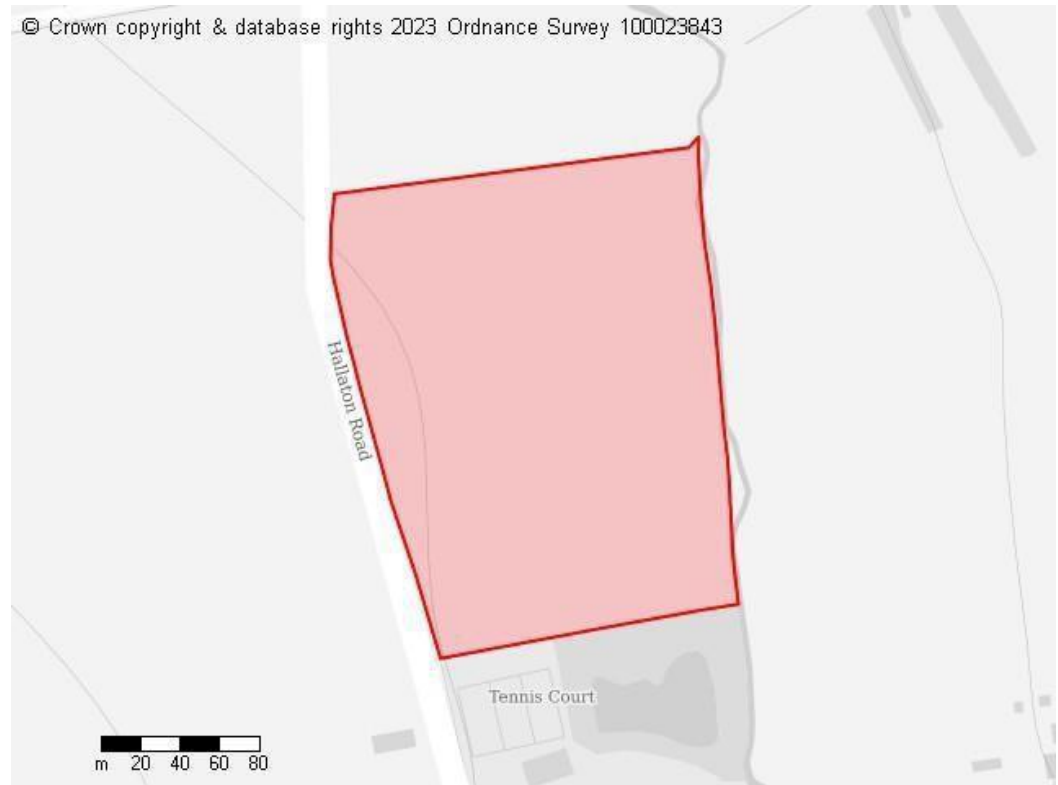 © Crown copyright & database rights 2023 Ordnance Survey 100023843
Hallaton Road
Tennis Court
m 20 40 60 80